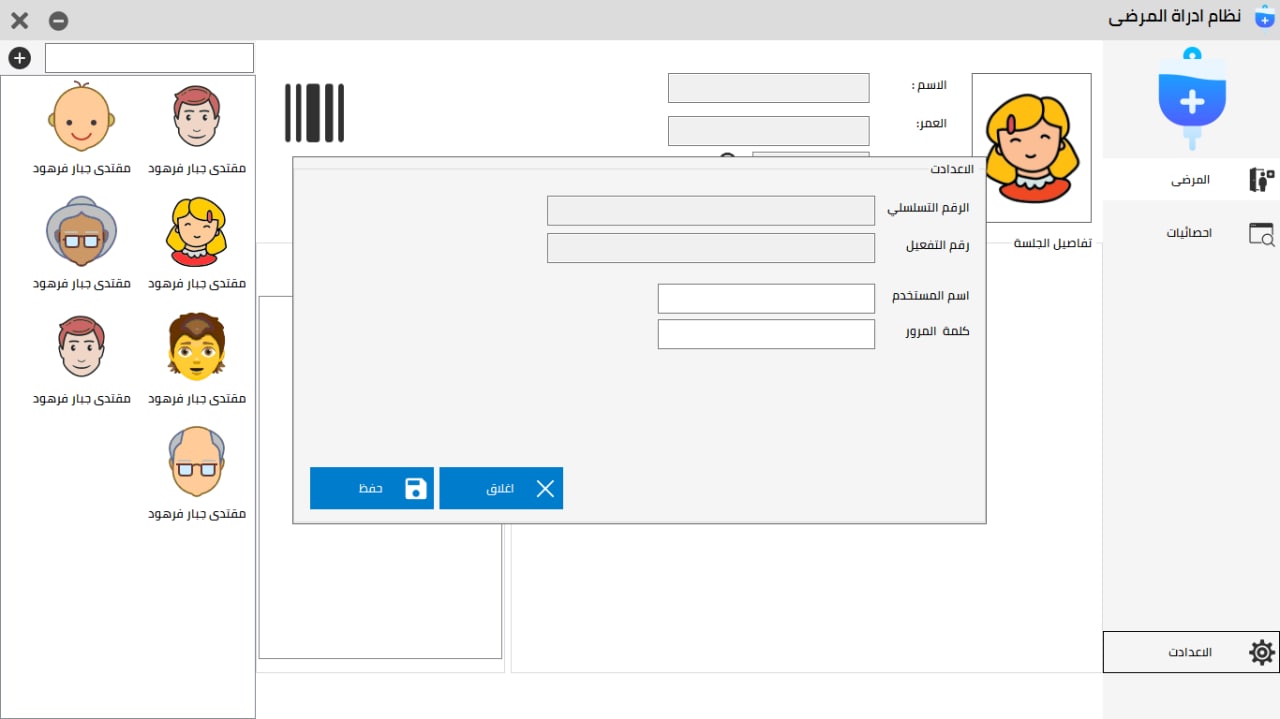 نظام ادراة المرضى
المرضى
احصائيات
الاعدادت
الاسم :
العمر:
تفاصيل الجلسة
الاعدادت
الرقم التسلسلي
رقم التفعيل
اسم المستخدم
كلمة المرور
اغلاق
حفظ
مقتدى جبار فرهود
مقتدى جبار فرهود
مقتدى جبار فرهود
مقتدى جبار فرهود
مقتدى جبار فرهود
مقتدى جبار فرهود
مقتدى جبار فرهود